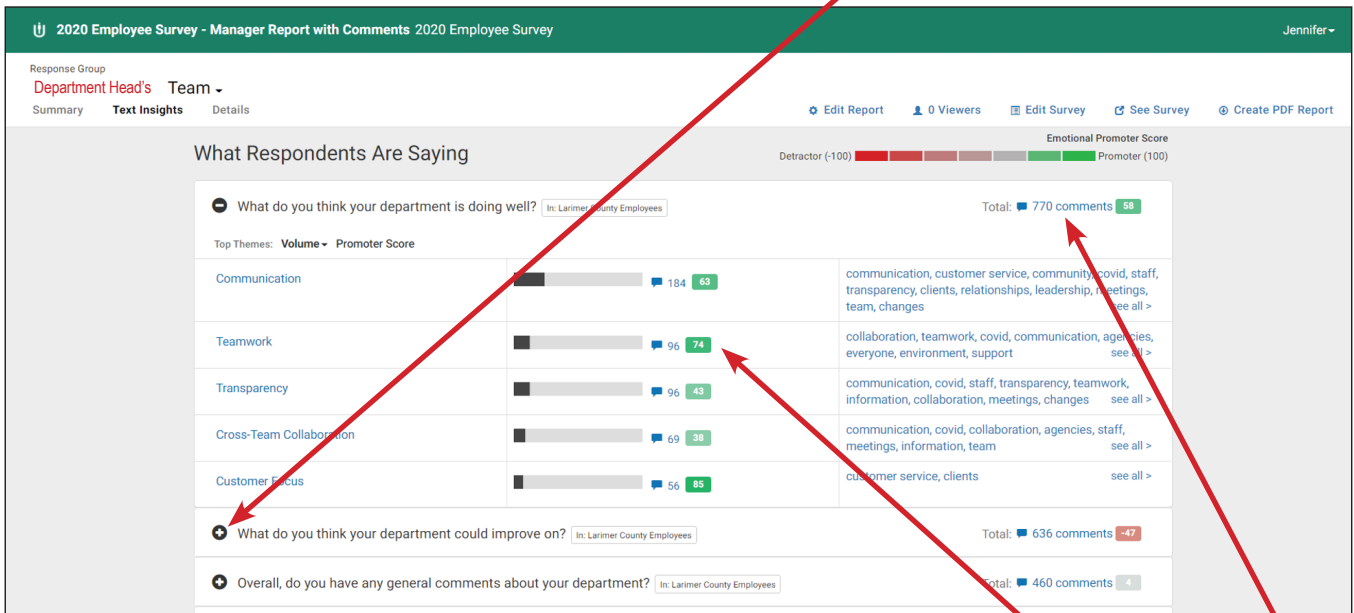 2020 Employee Survey - Manager Report with Comments 2020 Employee Survey Jennifer
Response Group
Department Head's Team
Summary Text Insights Details Edit Report 0 Viewers Edit Survey See Survey Create PDF Report
What Respondents Are Saying
Emotional Promoter Score
Detractor (-100) Promoter (100)
What do you think your department is doing well? In: Larimer County Employees Total: 770 comments 58
Top Themes: Volume Promoter Score
Communication 184 63
communication, customer service, community, covid, staff,
transparency, clients, relationships, leadership, meetings,
team, changes see all >
Teamwork 96 74
collaboration, teamwork, covid, communication, agencies,
everyone, environment, support see all >
Transparency 96 43
communication, covid, staff, transparency, teamwork,
information, collaboration, meetings, changes see all >
Cross-Team Collaboration 69 38
communication, covid, collaboration, agencies, staff,
meetings, information, team see all >
Customer Focus 56 85
customer service, clients see all >
What do you think your department could improve on? In: Larimer County Employees Total: 636 comments -47
Overall, do you have any general comments about your department? In: Larimer County Employees Total: 460 comments 4